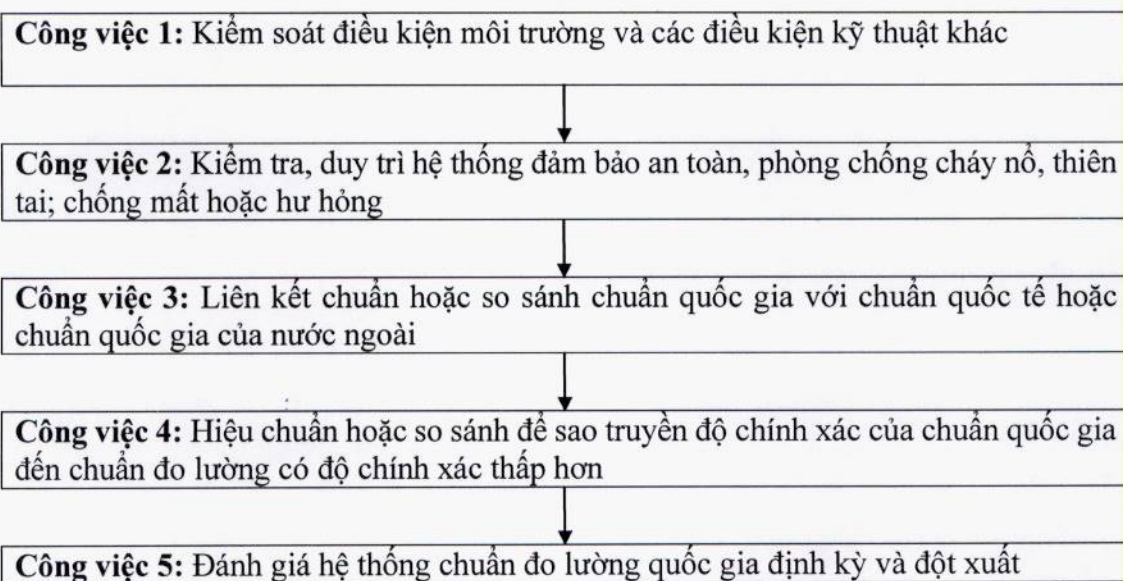 Công việc 1: Kiểm soát điều kiện môi trường và các điều kiện kỹ thuật khác
Công việc 2: Kiểm tra, duy trì hệ thống đảm bảo an toàn, phòng chống cháy nổ, thiên
tai; chống mất hoặc hư hỏng
Công việc 3: Liên kết chuẩn hoặc so sánh chuẩn quốc gia với chuẩn quốc tế hoặc
chuẩn quốc gia của nước ngoài
Công việc 4: Hiệu chuẩn hoặc so sánh để sao truyền độ chính xác của chuẩn quốc gia
đến chuẩn đo lường có độ chính xác thấp hơn
Công việc 5: Đánh giá hệ thống chuẩn đo lường quốc gia định kỳ và đột xuất